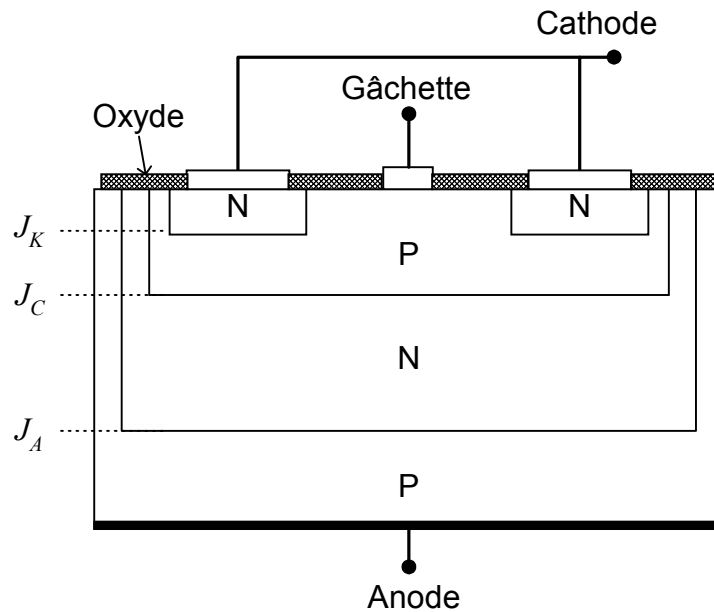 Cathode
Gâchette
Oxyde
N
N
J_K
P
J_C
N
J_A
P
Anode